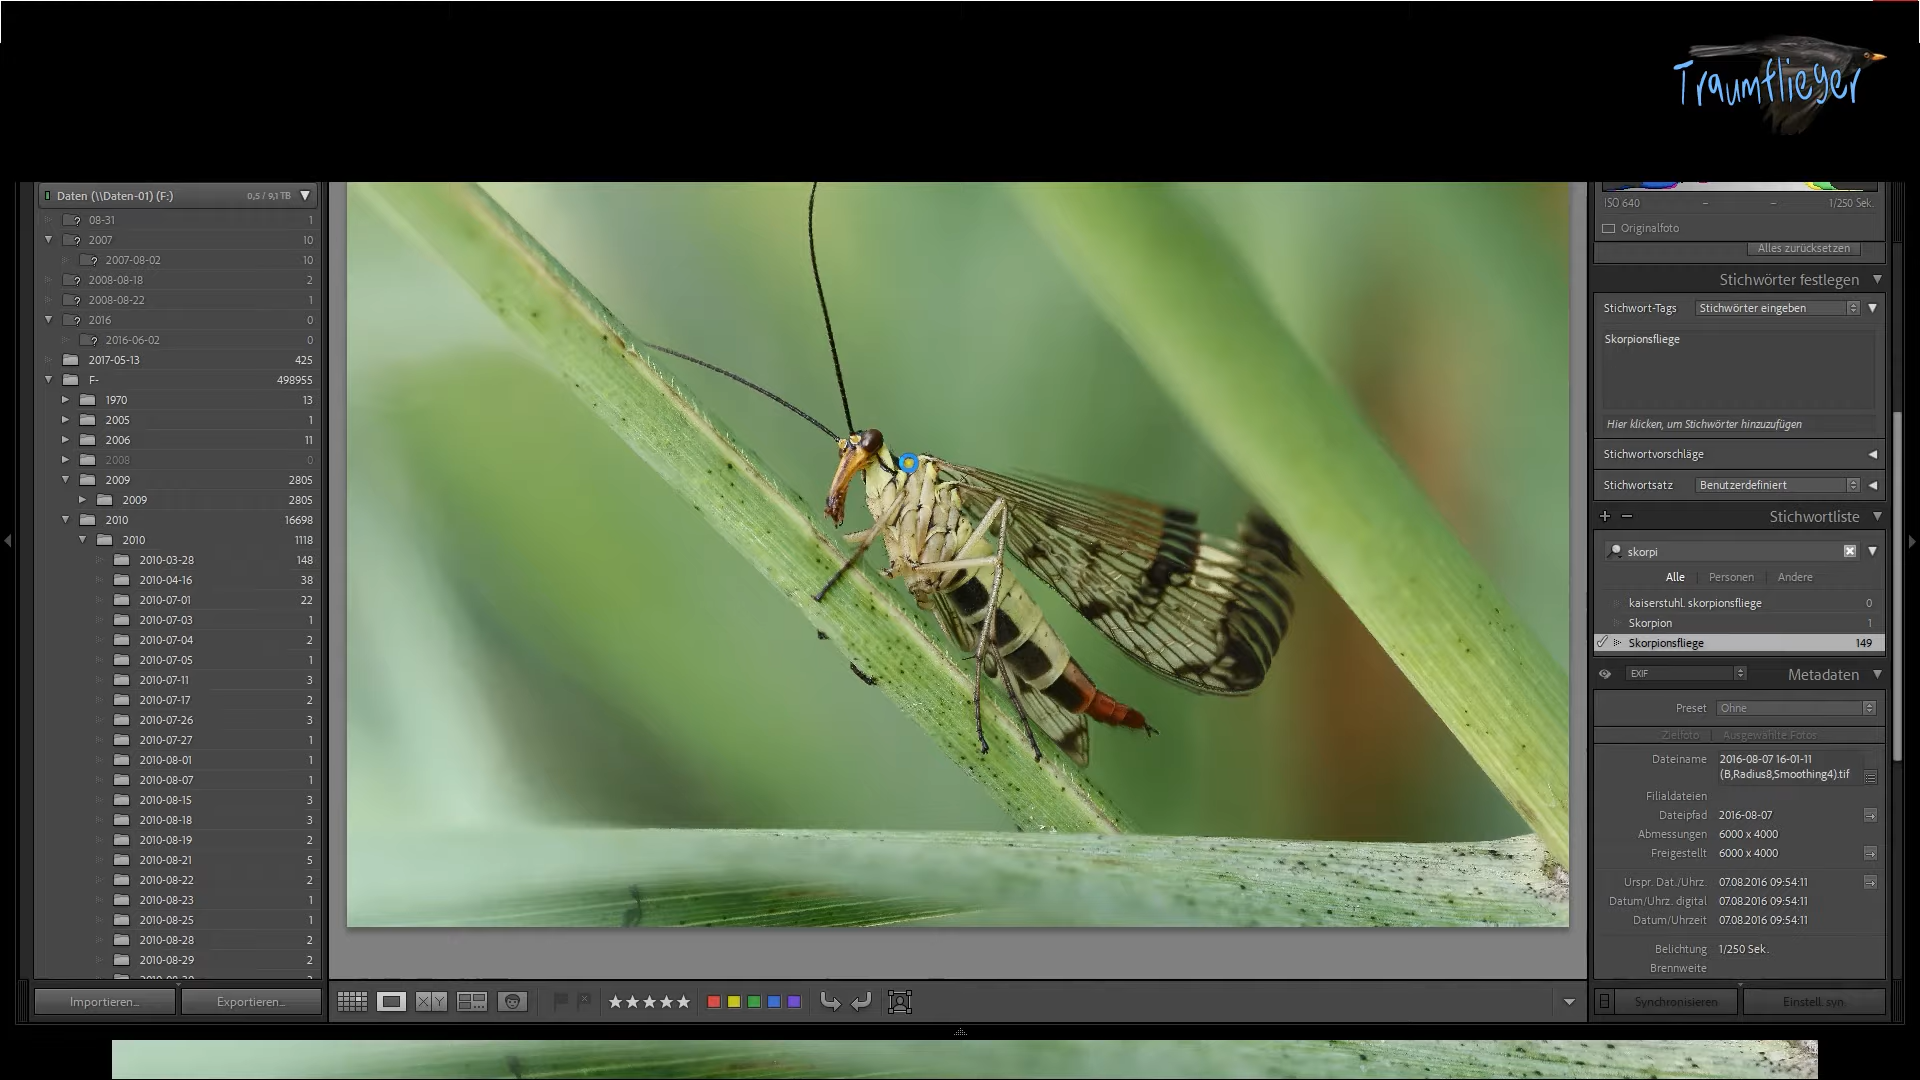 Traumflieger
Daten (\\Daten-01) (F:) 0,5 / 9,1 TB
08-31 1
2007 10
2007-08-02 10
2008-08-18 2
2008-08-22 1
2016 0
2016-06-02 0
2017-05-13 425
F- 498955
1970 13
2005 1
2006 11
2008 0
2009 2805
2009 2805
2010 16698
2010 1118
2010-03-28 148
2010-04-16 38
2010-07-01 22
2010-07-03 1
2010-07-04 2
2010-07-05 1
2010-07-11 3
2010-07-17 2
2010-07-26 3
2010-07-27 1
2010-08-01 1
2010-08-07 1
2010-08-15 3
2010-08-18 3
2010-08-19 2
2010-08-21 5
2010-08-22 2
2010-08-23 1
2010-08-25 1
2010-08-28 2
2010-08-29 2
Importieren... Exportieren...
X Y
ISO 640 – – 1/250 Sek.
Originalfoto
Alles zurücksetzen
Stichwörter festlegen
Stichwort-Tags Stichwörter eingeben
Skorpionsfliege
Hier klicken, um Stichwörter hinzuzufügen
Stichwortvorschläge
Stichwortsatz Benutzerdefiniert
+ − Stichwortliste
skorpi
Alle Personen Andere
kaiserstuhl. skorpionsfliege 0
Skorpion 1
Skorpionsfliege 149
EXIF Metadaten
Preset Ohne
Zielfoto Ausgewählte Fotos
Dateiname 2016-08-07 16-01-11
(B,Radius8,Smoothing4).tif
Filialdateien
Dateipfad 2016-08-07
Abmessungen 6000 x 4000
Freigestellt 6000 x 4000
Urspr. Dat./Uhrz. 07.08.2016 09:54:11
Datum/Uhrz. digital 07.08.2016 09:54:11
Datum/Uhrzeit 07.08.2016 09:54:11
Belichtung 1/250 Sek.
Brennweite
Synchronisieren Einstell. syn.